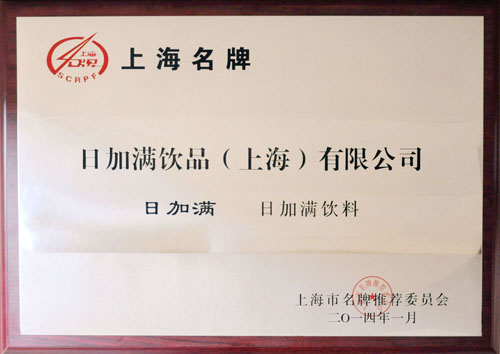 上海
SCRPF
上海名牌
日加满饮品（上海）有限公司
日加满 日加满饮料
上海市名牌推荐委员会
二〇一四年一月